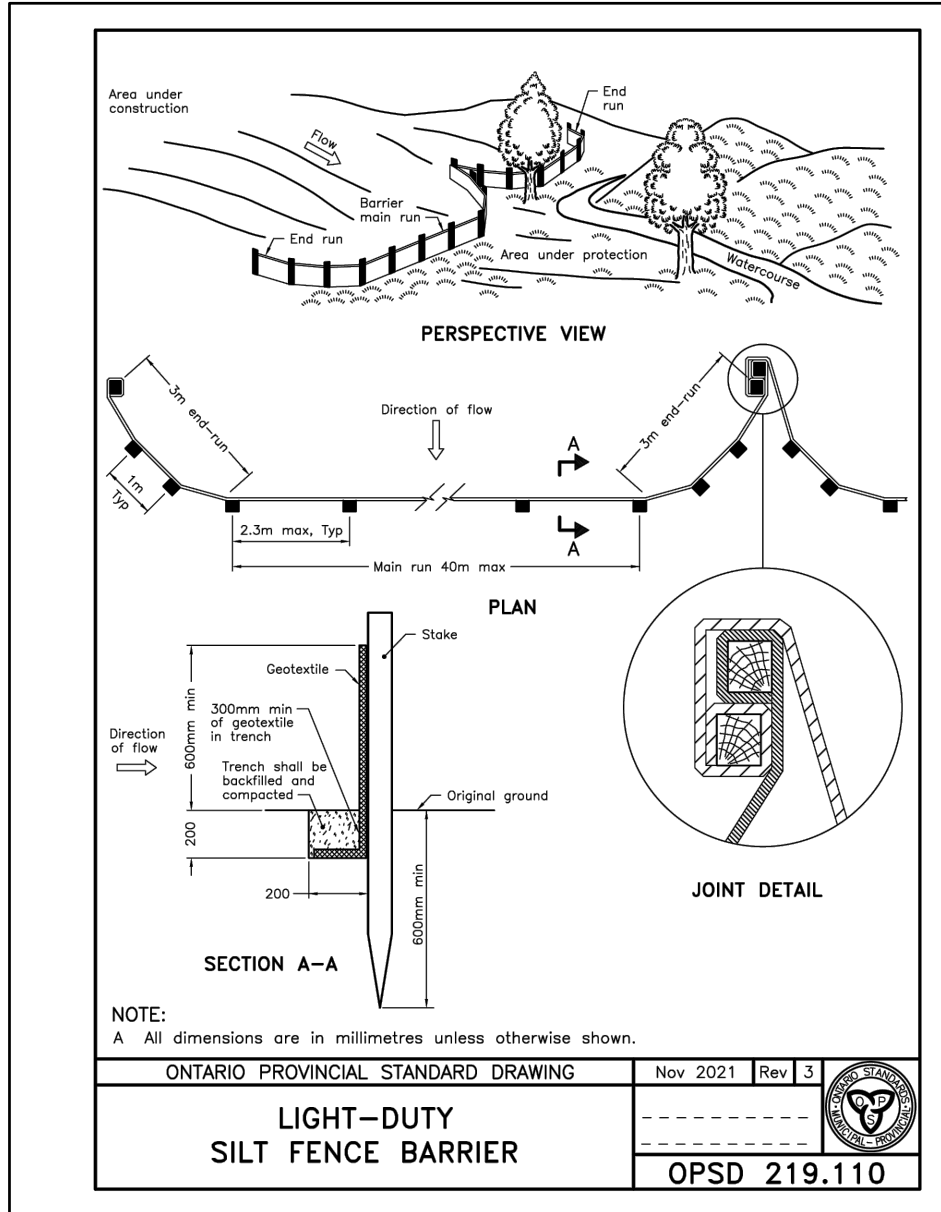 Area under
construction
Flow
End
run
Barrier
main run
End run
Area under protection
Watercourse
PERSPECTIVE VIEW
3m end-run
Direction of flow
3m end-run
A
1m
Typ
2.3m max, Typ
A
Main run 40m max
PLAN
Stake
Geotextile
600mm min
300mm min
of geotextile
in trench
Direction
of flow
Trench shall be
backfilled and
compacted
Original ground
200
200
600mm min
JOINT DETAIL
SECTION A-A
NOTE:
A All dimensions are in millimetres unless otherwise shown.
ONTARIO PROVINCIAL STANDARD DRAWING
Nov 2021 Rev 3
LIGHT-DUTY
SILT FENCE BARRIER
ONTARIO STANDARDS
MUNICIPAL - PROVINCIAL
OPS
OPSD 219.110